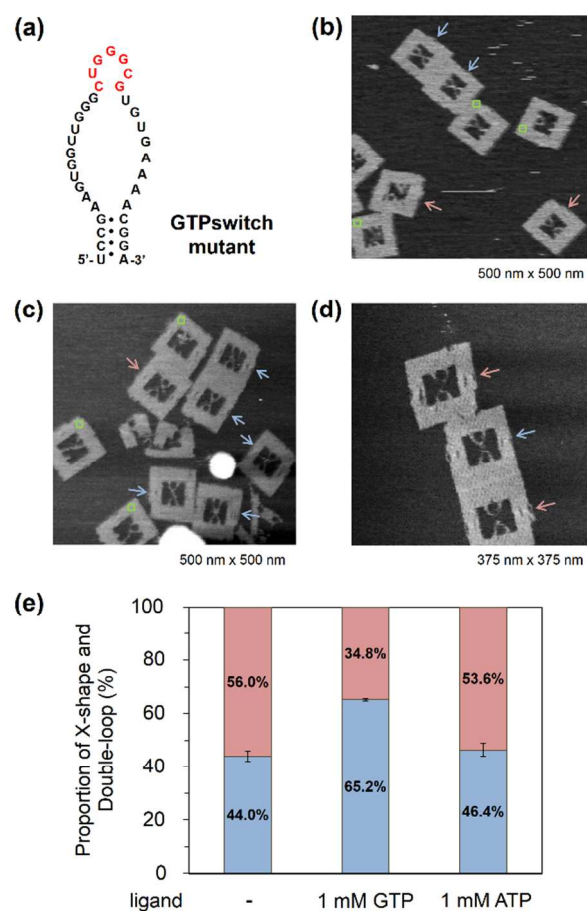 (a)
UCCGAAGUGGUUGGGCUGGGCGUGUGAAAACGGA
5'-
-3'
GTPswitch
mutant
(b)
500 nm x 500 nm
(c)
500 nm x 500 nm
(d)
375 nm x 375 nm
(e)
Proportion of X-shape and
Double-loop (%)
100
80
60
40
20
0
56.0%
44.0%
34.8%
65.2%
53.6%
46.4%
ligand
-
1 mM GTP
1 mM ATP